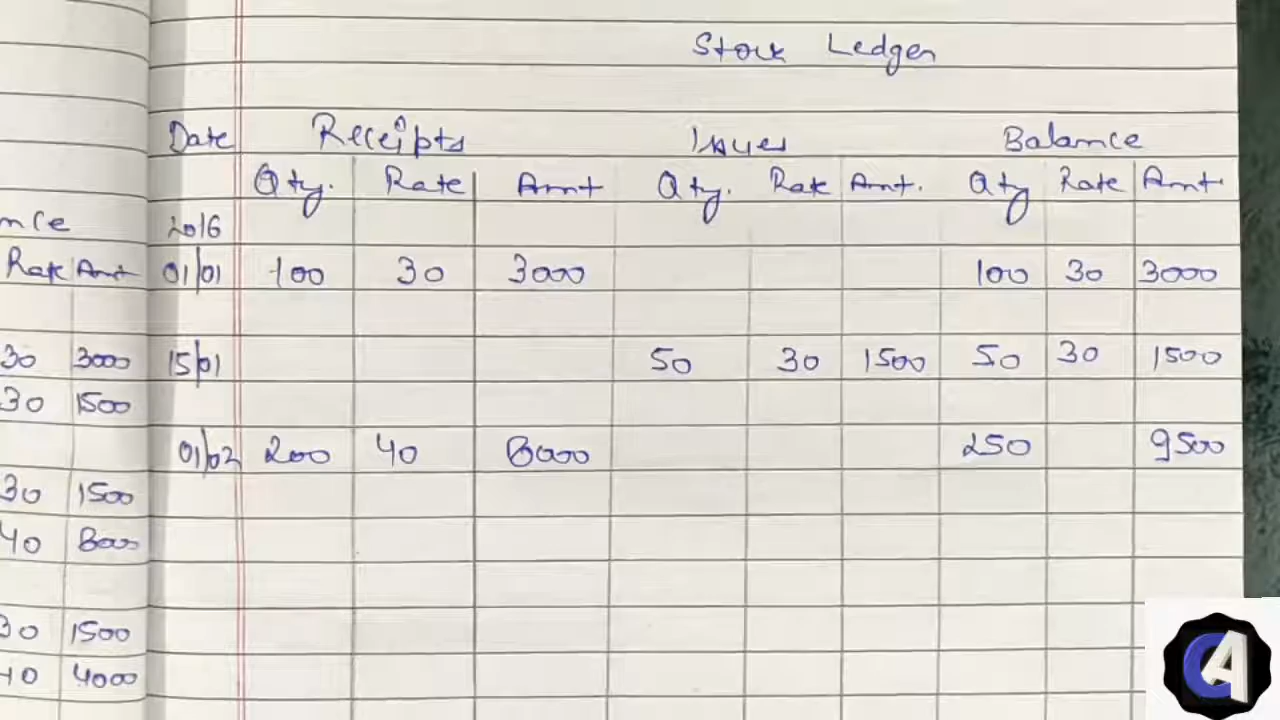 Stock Ledger
Date Receipts Issues Balance
Qty. Rate Amnt Qty. Rate Amt. Qty Rate Amt.
2016
01/01 100 30 3000 100 30 3000
15/01 50 30 1500 50 30 1500
01/02 200 40 8000 250 9500
Rate Amt
30 3000
30 1500
30 1500
40 8000
30 1500
40 4000
CA